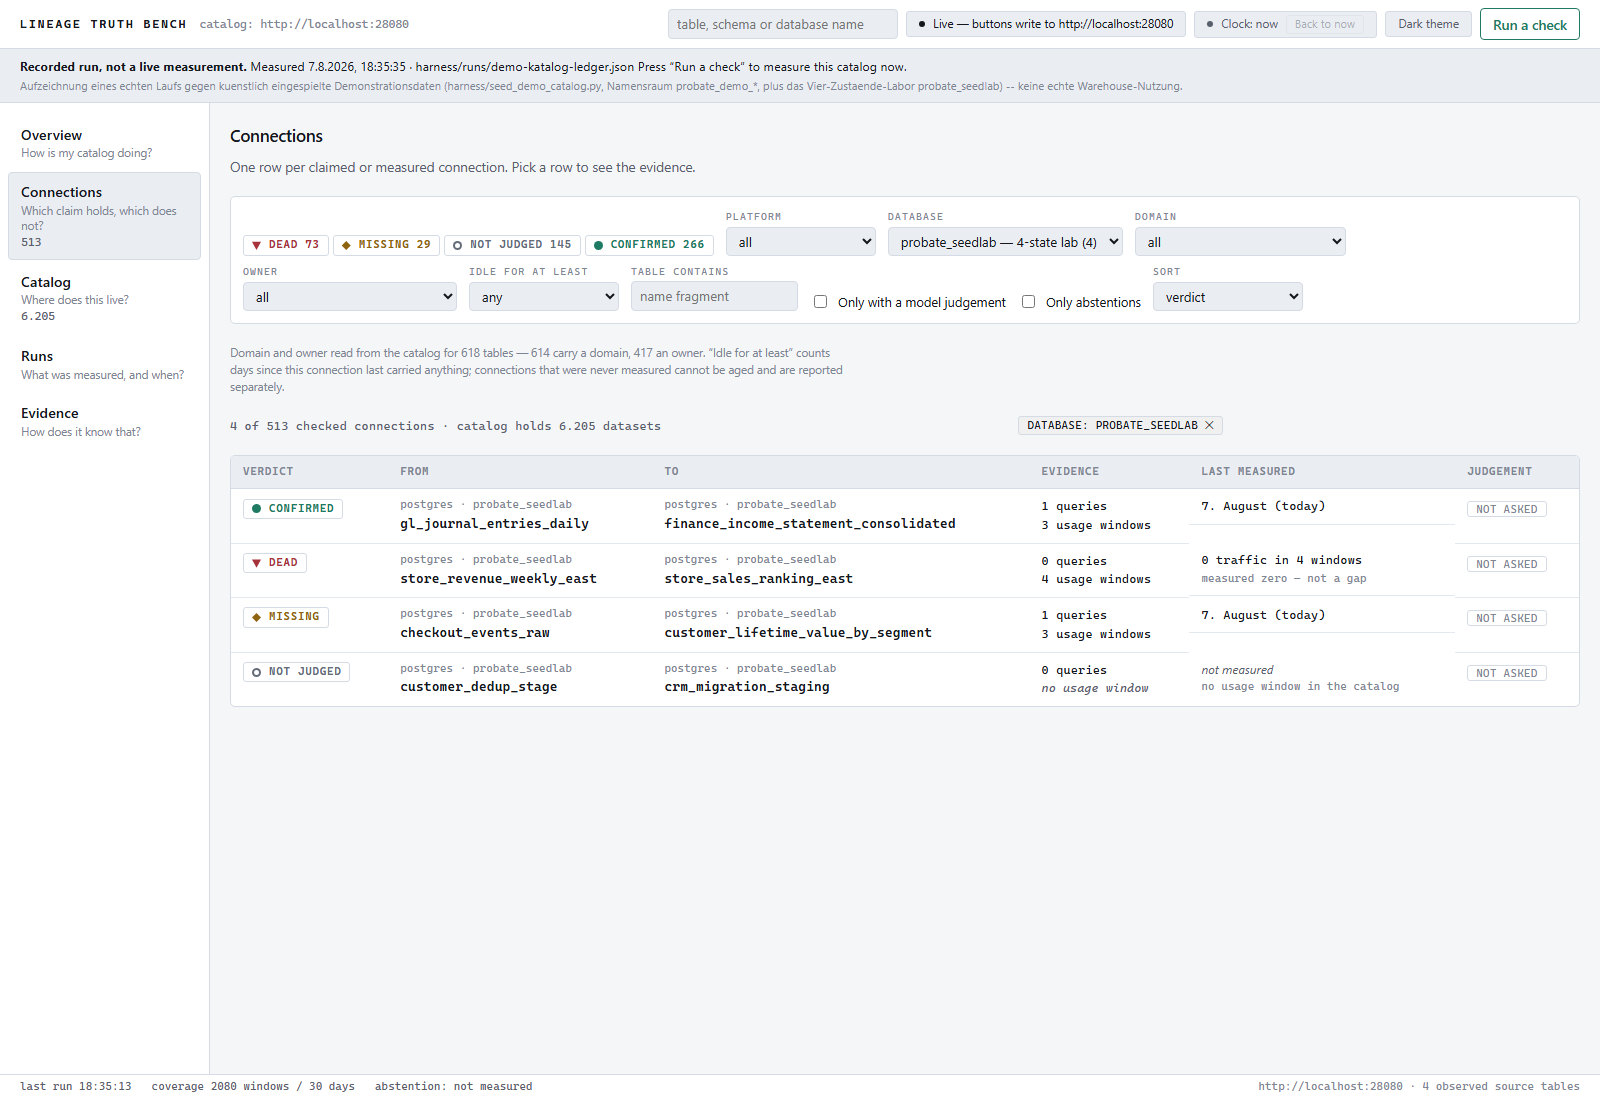 LINEAGE TRUTH BENCH catalog: http://localhost:28080 table, schema or database name Live — buttons write to http://localhost:28080 Clock: now Back to now Dark theme Run a check
Recorded run, not a live measurement. Measured 7.8.2026, 18:35:35 · harness/runs/demo-katalog-ledger.json Press “Run a check” to measure this catalog now.
Aufzeichnung eines echten Laufs gegen kuenstlich eingespielte Demonstrationsdaten (harness/seed_demo_catalog.py, Namensraum probate_demo_*, plus das Vier-Zustaende-Labor probate_seedlab) -- keine echte Warehouse-Nutzung.
Overview
How is my catalog doing?
Connections
Which claim holds, which does
not?
513
Catalog
Where does this live?
6.205
Runs
What was measured, and when?
Evidence
How does it know that?
Connections
One row per claimed or measured connection. Pick a row to see the evidence.
PLATFORM DATABASE DOMAIN
DEAD 73 MISSING 29 NOT JUDGED 145 CONFIRMED 266 all probate_seedlab — 4-state lab (4) all
OWNER IDLE FOR AT LEAST TABLE CONTAINS SORT
all any name fragment Only with a model judgement Only abstentions verdict
Domain and owner read from the catalog for 618 tables — 614 carry a domain, 417 an owner. “Idle for at least” counts
days since this connection last carried anything; connections that were never measured cannot be aged and are reported
separately.
4 of 513 checked connections · catalog holds 6.205 datasets DATABASE: PROBATE_SEEDLAB ✕
VERDICT FROM TO EVIDENCE LAST MEASURED JUDGEMENT
CONFIRMED postgres · probate_seedlab postgres · probate_seedlab 1 queries 7. August (today) NOT ASKED
gl_journal_entries_daily finance_income_statement_consolidated 3 usage windows
DEAD postgres · probate_seedlab postgres · probate_seedlab 0 queries 0 traffic in 4 windows NOT ASKED
store_revenue_weekly_east store_sales_ranking_east 4 usage windows measured zero — not a gap
MISSING postgres · probate_seedlab postgres · probate_seedlab 1 queries 7. August (today) NOT ASKED
checkout_events_raw customer_lifetime_value_by_segment 3 usage windows
NOT JUDGED postgres · probate_seedlab postgres · probate_seedlab 0 queries not measured NOT ASKED
customer_dedup_stage crm_migration_staging no usage window no usage window in the catalog
last run 18:35:13 coverage 2080 windows / 30 days abstention: not measured http://localhost:28080 · 4 observed source tables